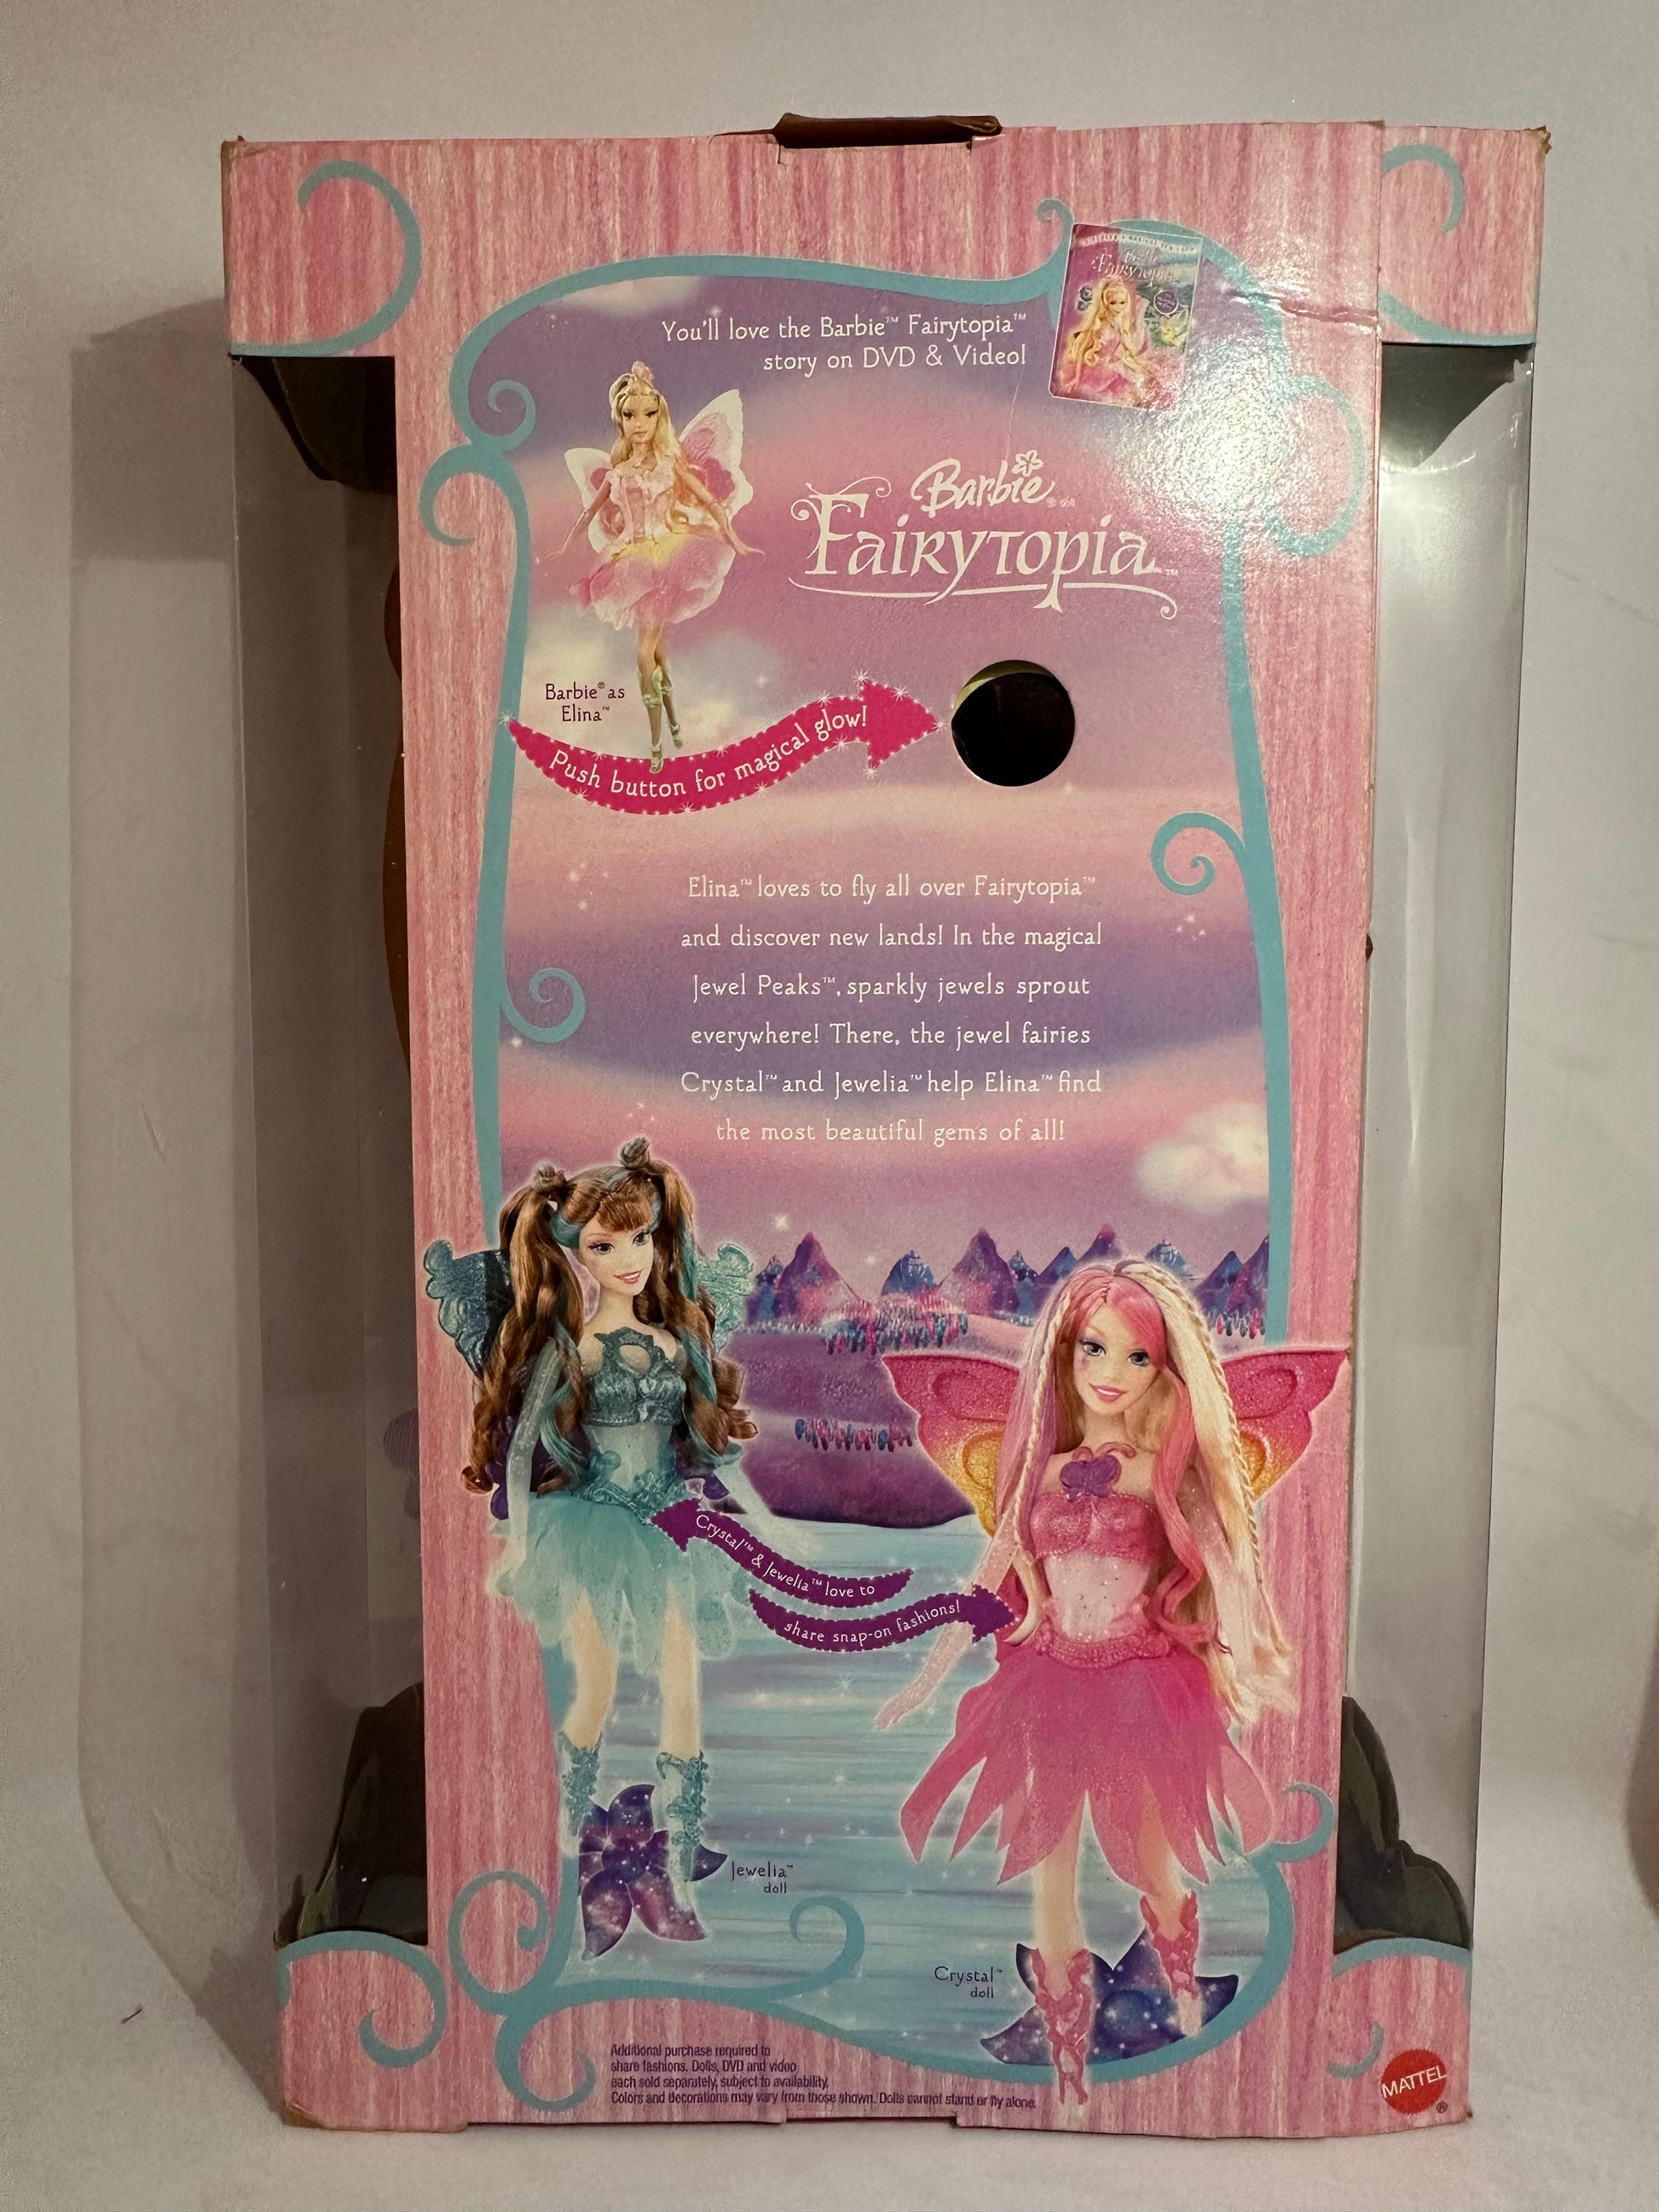 You'll love the Barbie™ Fairytopia™
story on DVD & Video!
Fairytopia
Barbie®
Fairytopia™
Barbie® as
Elina™
Push button for magical glow!
Elina™ loves to fly all over Fairytopia™
and discover new lands! In the magical
Jewel Peaks™, sparkly jewels sprout
everywhere! There, the jewel fairies
Crystal™ and Jewelia™ help Elina™ find
the most beautiful gems of all!
Crystal™ & Jewelia™ love to
share snap-on fashions!
Jewelia™
doll
Crystal™
doll
Additional purchase required to
share fashions. Dolls, DVD and video
each sold separately, subject to availability.
Colors and decorations may vary from those shown. Dolls cannot stand or fly alone.
MATTEL
®